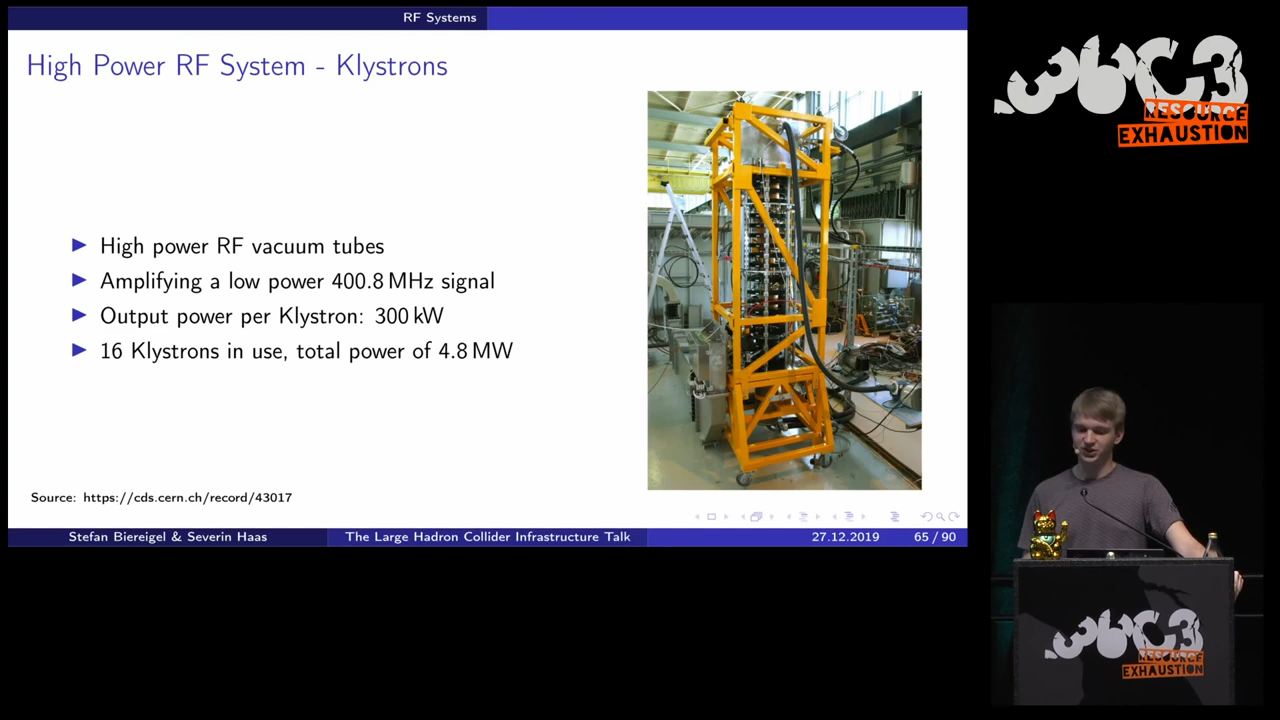 RF Systems
High Power RF System - Klystrons
High power RF vacuum tubes
Amplifying a low power 400.8 MHz signal
Output power per Klystron: 300 kW
16 Klystrons in use, total power of 4.8 MW
Source: https://cds.cern.ch/record/43017
Stefan Biereigel & Severin Haas
The Large Hadron Collider Infrastructure Talk
27.12.2019
65 / 90
36C3
RESOURCE
EXHAUSTION
36C3
RESOURCE
EXHAUSTION